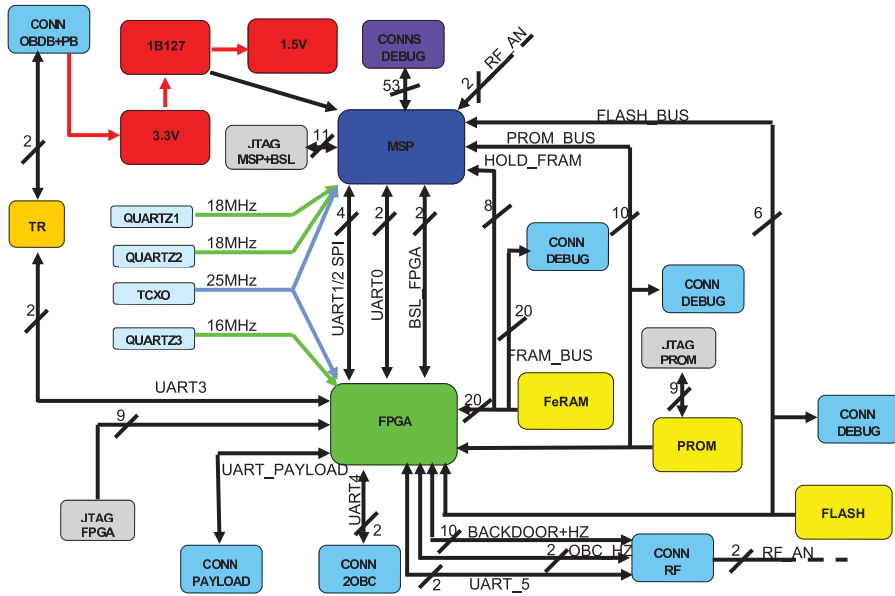 CONN
OBDB+PB
1B127
1.5V
CONNS
DEBUG
RF_AN
2
53
FLASH_BUS
3.3V
MSP
PROM_BUS
2
JTAG
MSP+BSL
11
HOLD_FRAM
QUARTZ1
18MHz
4
2
2
8
10
6
TR
QUARTZ2
18MHz
CONN
DEBUG
TCXO
25MHz
UART1/2 SPI
UART0
BSL_FPGA
CONN
DEBUG
2
20
QUARTZ3
16MHz
JTAG
PROM
FRAM_BUS
UART3
20
FeRAM
9
9
FPGA
CONN
DEBUG
PROM
UART_PAYLOAD
UART4
JTAG
FPGA
FLASH
2
10
BACKDOOR+HZ
CONN
PAYLOAD
CONN
2OBC
2
OBC_HZ
CONN
RF
2
RF_AN
2
UART_5